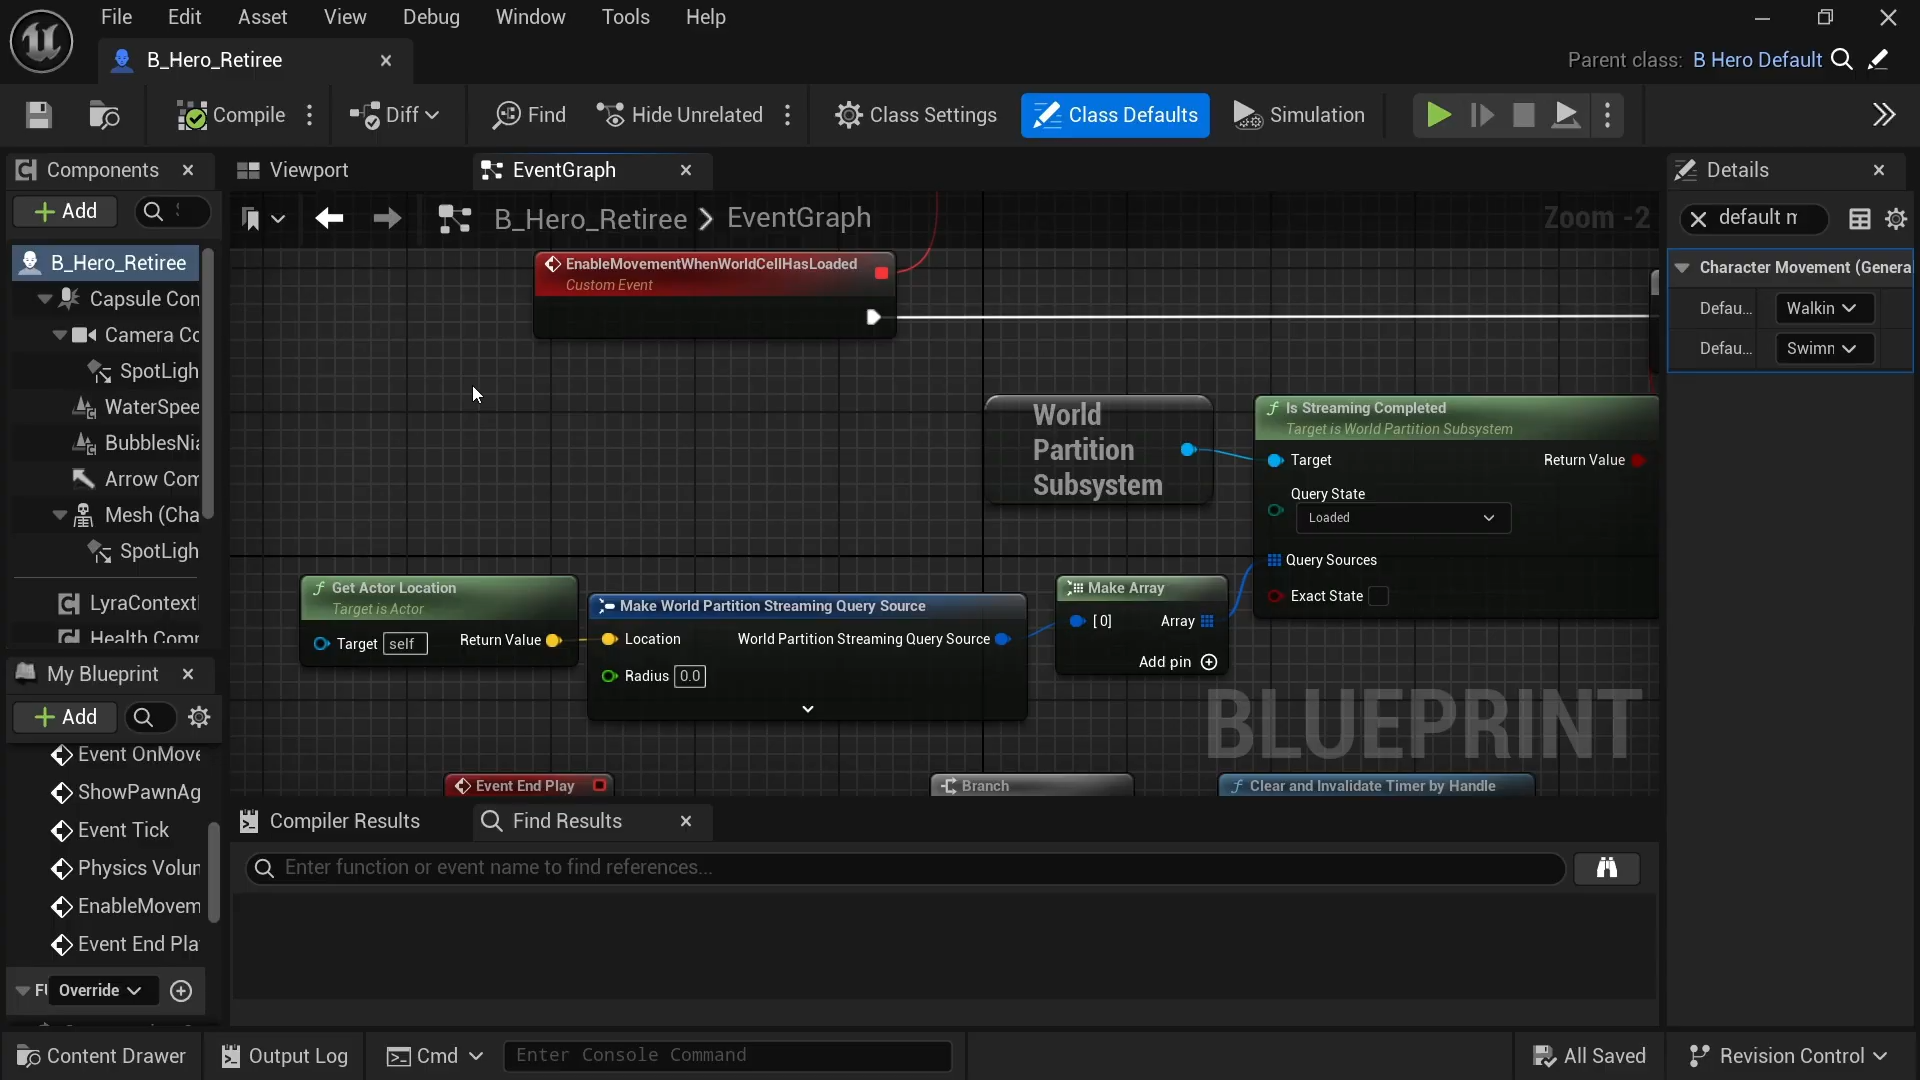 File Edit Asset View Debug Window Tools Help
B_Hero_Retiree
Parent class: B Hero Default
Compile Diff Find Hide Unrelated Class Settings Class Defaults Simulation
Components
Viewport
EventGraph
Details
Add
B_Hero_Retiree > EventGraph
Zoom -2
default m
B_Hero_Retiree
Capsule Con
Camera Co
SpotLigh
WaterSpee
BubblesNia
Arrow Com
Mesh (Cha
SpotLigh
LyraContext
Health Comp
Character Movement (Genera
Defau... Walkin
Defau... Swimm
EnableMovementWhenWorldCellHasLoaded
Custom Event
World
Partition
Subsystem
Is Streaming Completed
Target is World Partition Subsystem
Target Return Value
Query State
Loaded
Query Sources
Exact State
Get Actor Location
Target is Actor
Target self Return Value
Make World Partition Streaming Query Source
Location World Partition Streaming Query Source
Radius 0.0
Make Array
[0] Array
Add pin
BLUEPRINT
Event End Play
Branch
Clear and Invalidate Timer by Handle
My Blueprint
Add
Event OnMove
ShowPawnAg
Event Tick
Physics Volun
EnableMovem
Event End Pla
FU Override
Compiler Results
Find Results
Enter function or event name to find references...
Content Drawer Output Log Cmd Enter Console Command All Saved Revision Control